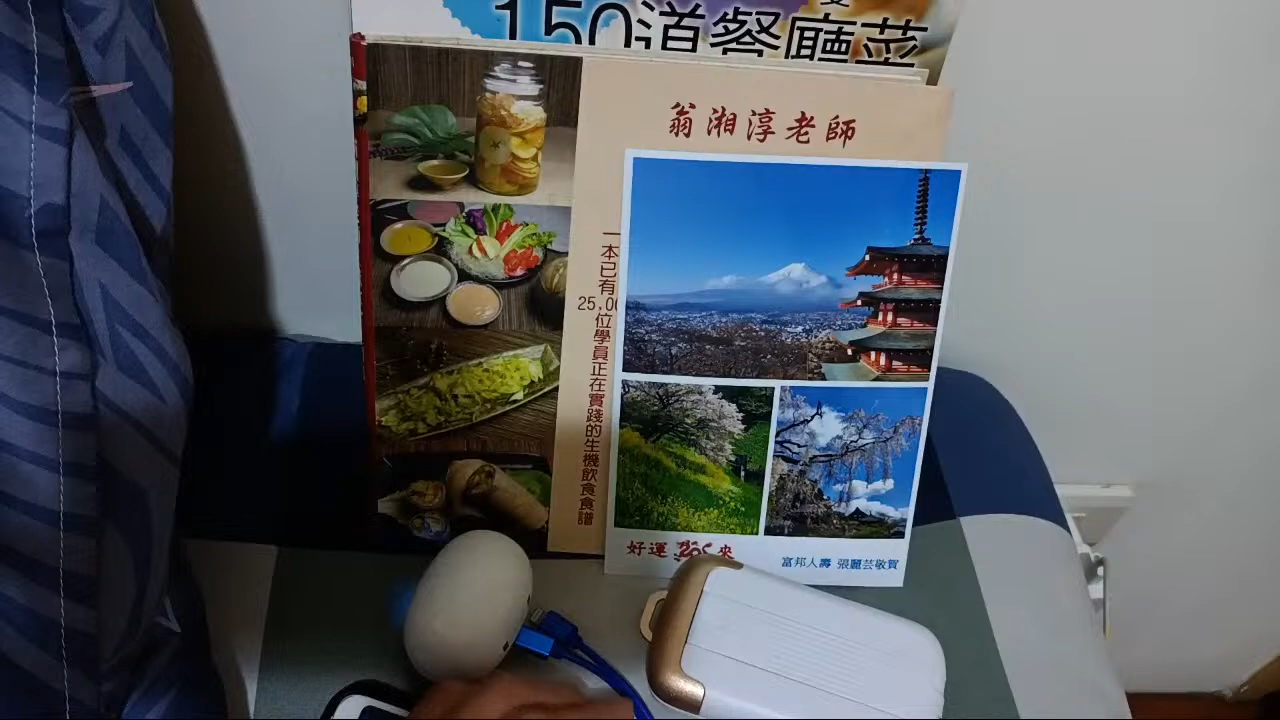 150道餐廳菜
翁湘淳老師
一本已有
25,00
位學員正在實踐的生機飲食食譜
好運 來
富邦人壽 張麗芸敬賀